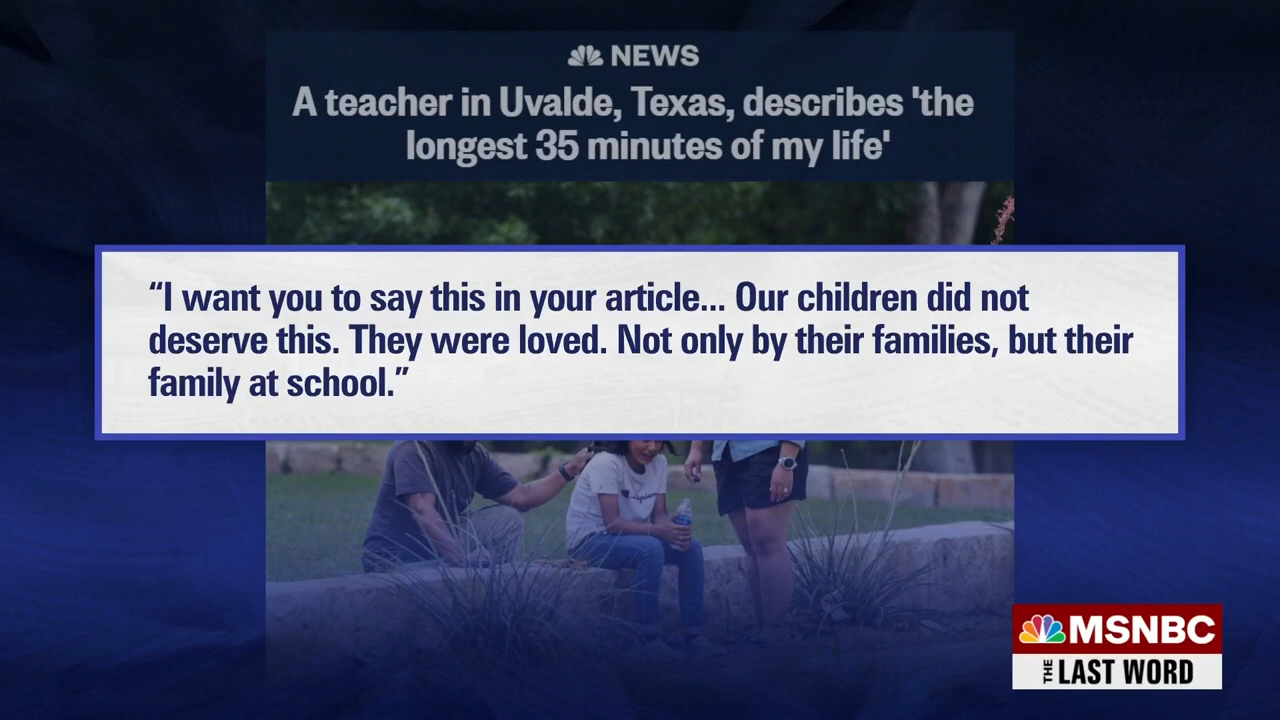 NEWS
A teacher in Uvalde, Texas, describes 'the
longest 35 minutes of my life'
“I want you to say this in your article... Our children did not
deserve this. They were loved. Not only by their families, but their
family at school.”
Champion
MSNBC
THE LAST WORD